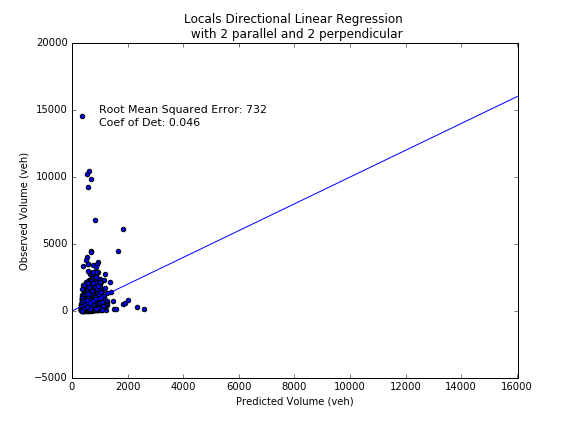 Locals Directional Linear Regression
with 2 parallel and 2 perpendicular
20000
15000
10000
5000
0
−5000
Root Mean Squared Error: 732
Coef of Det: 0.046
Observed Volume (veh)
0
2000
4000
6000
8000
10000
12000
14000
16000
Predicted Volume (veh)